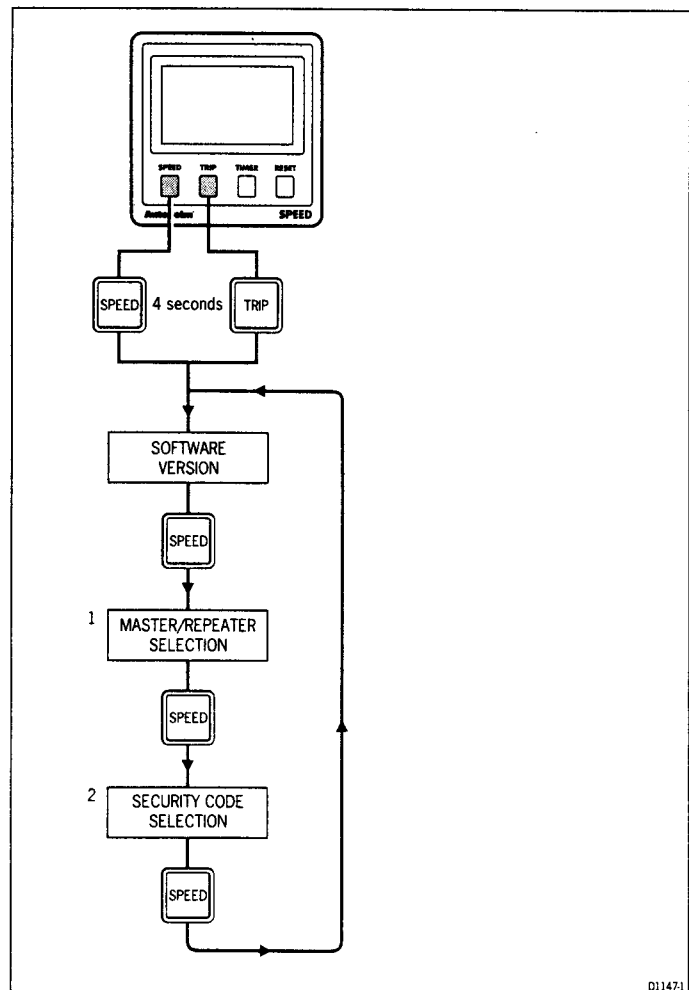 SPEED TRIP TIMER RESET
SPEED
SPEED 4 seconds TRIP
SOFTWARE
VERSION
SPEED
1 MASTER/REPEATER
SELECTION
SPEED
2 SECURITY CODE
SELECTION
SPEED
D1147-1